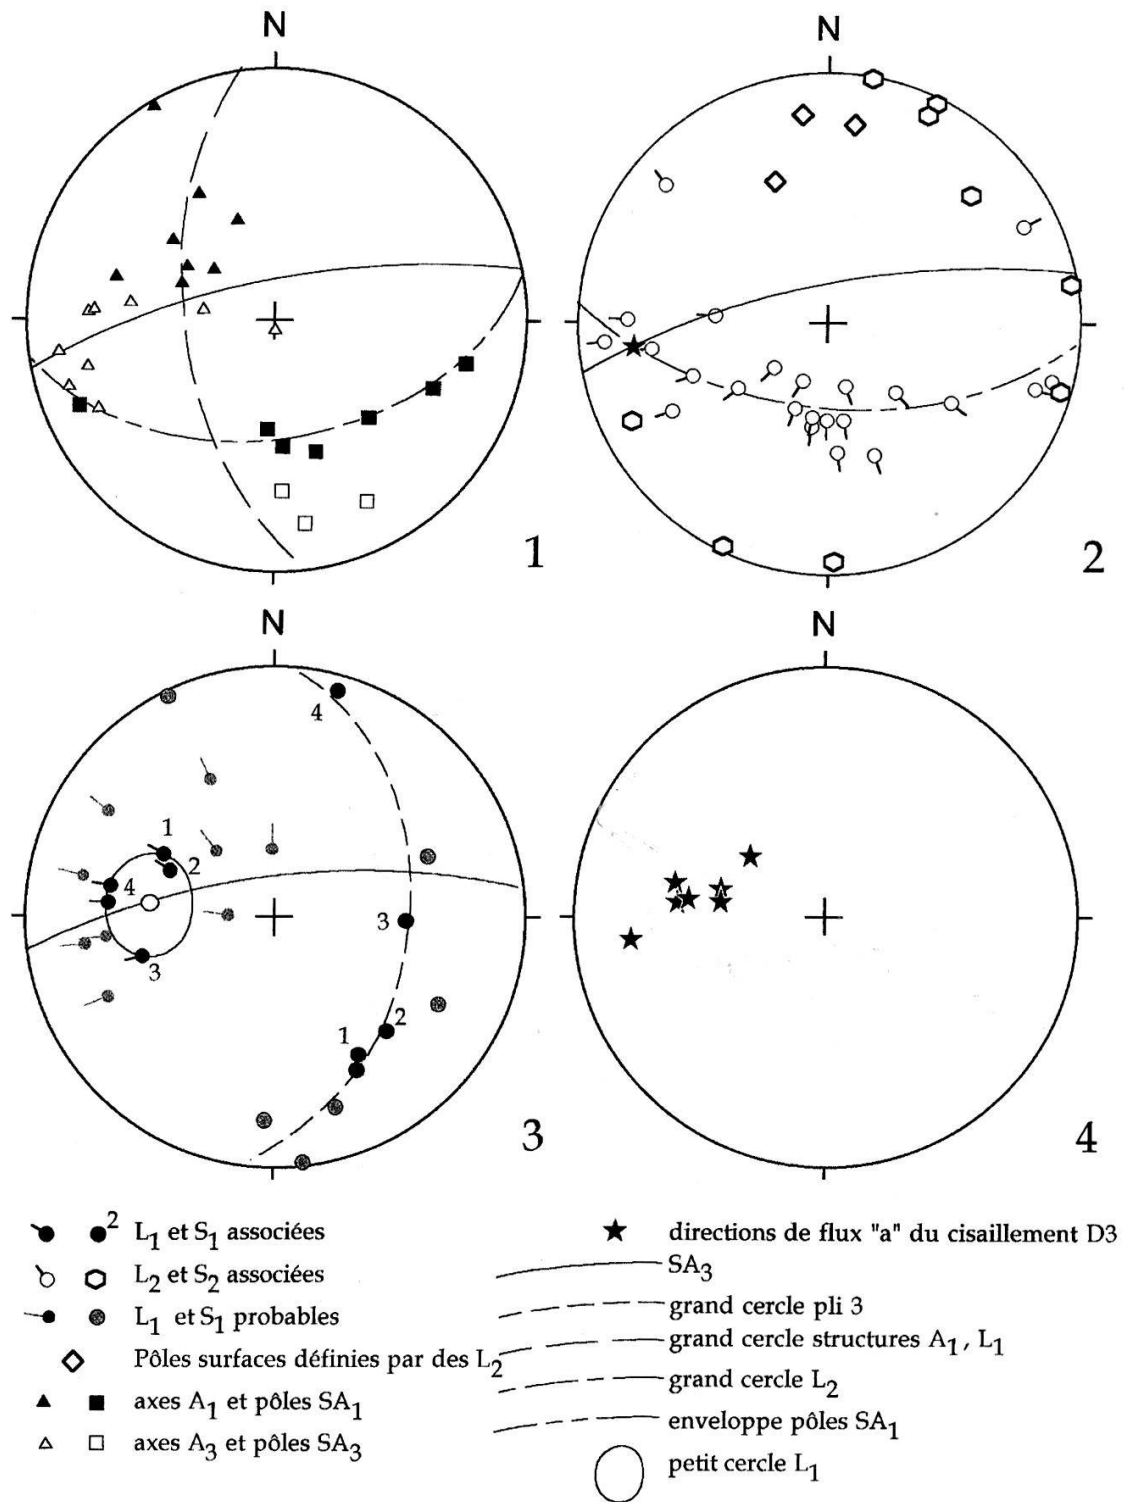 N
N
1
2
N
N
4
1
2
4
3
3
1
2
3
4
2
L1 et S1 associées
L2 et S2 associées
L1 et S1 probables
Pôles surfaces définies par des L2
axes A1 et pôles SA1
axes A3 et pôles SA3
directions de flux "a" du cisaillement D3
SA3
grand cercle pli 3
grand cercle structures A1, L1
grand cercle L2
enveloppe pôles SA1
petit cercle L1